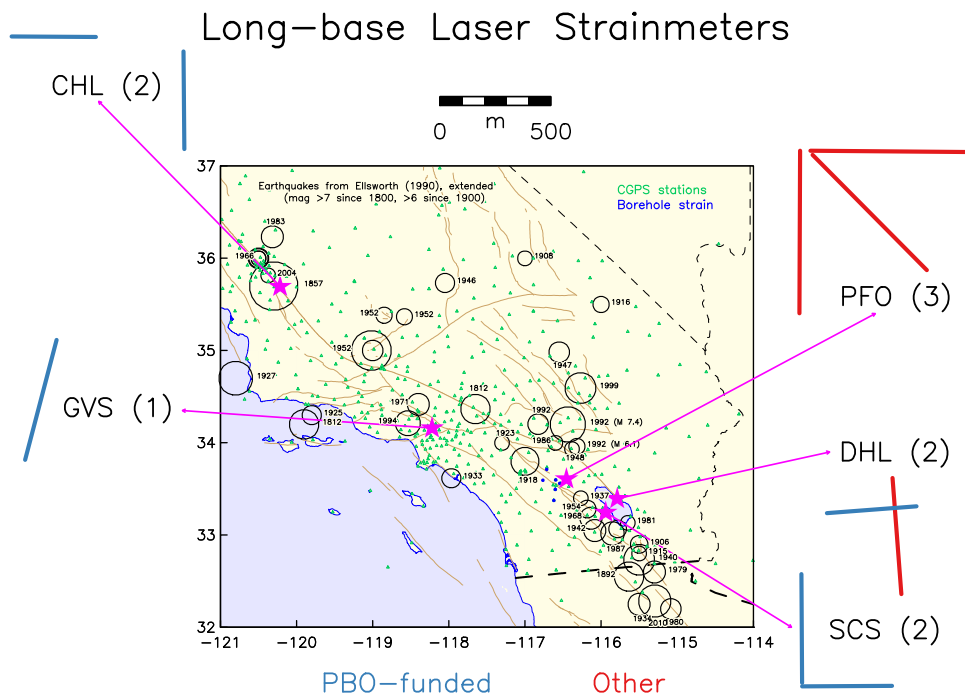 Long-base Laser Strainmeters
CHL (2)
0 m 500
37
Earthquakes from Ellsworth (1990), extended
(mag >7 since 1800, >6 since 1900)
CGPS stations
Borehole strain
1983
36
1966
1908
2004
1857
1946
PFO (3)
1916
1952
1952
35
1952
1947
1927
1812
1999
GVS (1)
1971
1925
1992
1812
1994
1992 (M 7.4)
34
1923
1986
1992 (M 6.1)
1948
DHL (2)
1918
1933
1937
1954
1968
33
1942
1981
1987
1906
1915
1940
1892
1979
SCS (2)
32
1934
2010
1980
-121 -120 -119 -118 -117 -116 -115 -114
PBO-funded
Other